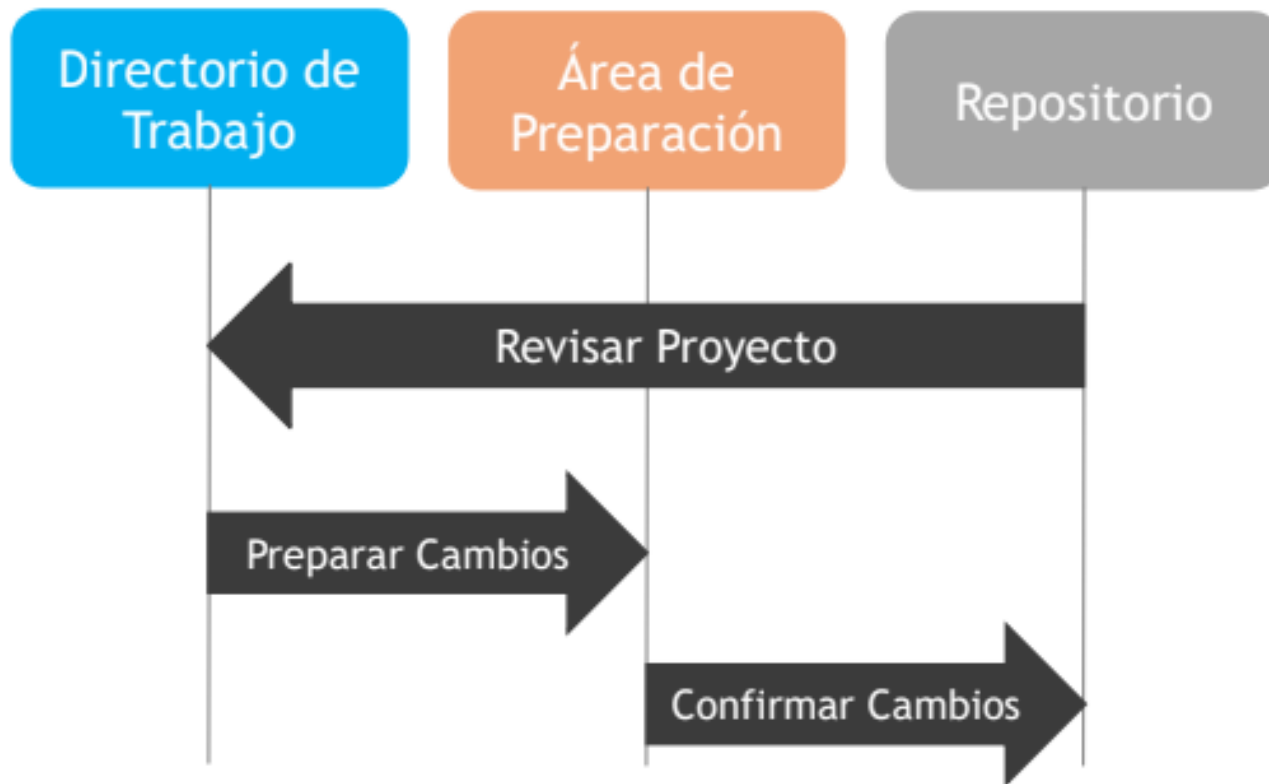 Directorio de
Trabajo
Área de
Preparación
Repositorio
Revisar Proyecto
Preparar Cambios
Confirmar Cambios